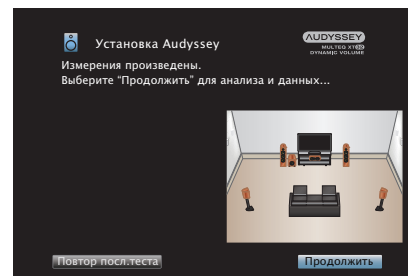 Установка Audyssey
AUDYSSEY
MULTEQ XT32
DYNAMIC VOLUME
Измерения произведены.
Выберите “Продолжить” для анализа и данных...
Повтор посл.теста
Продолжить